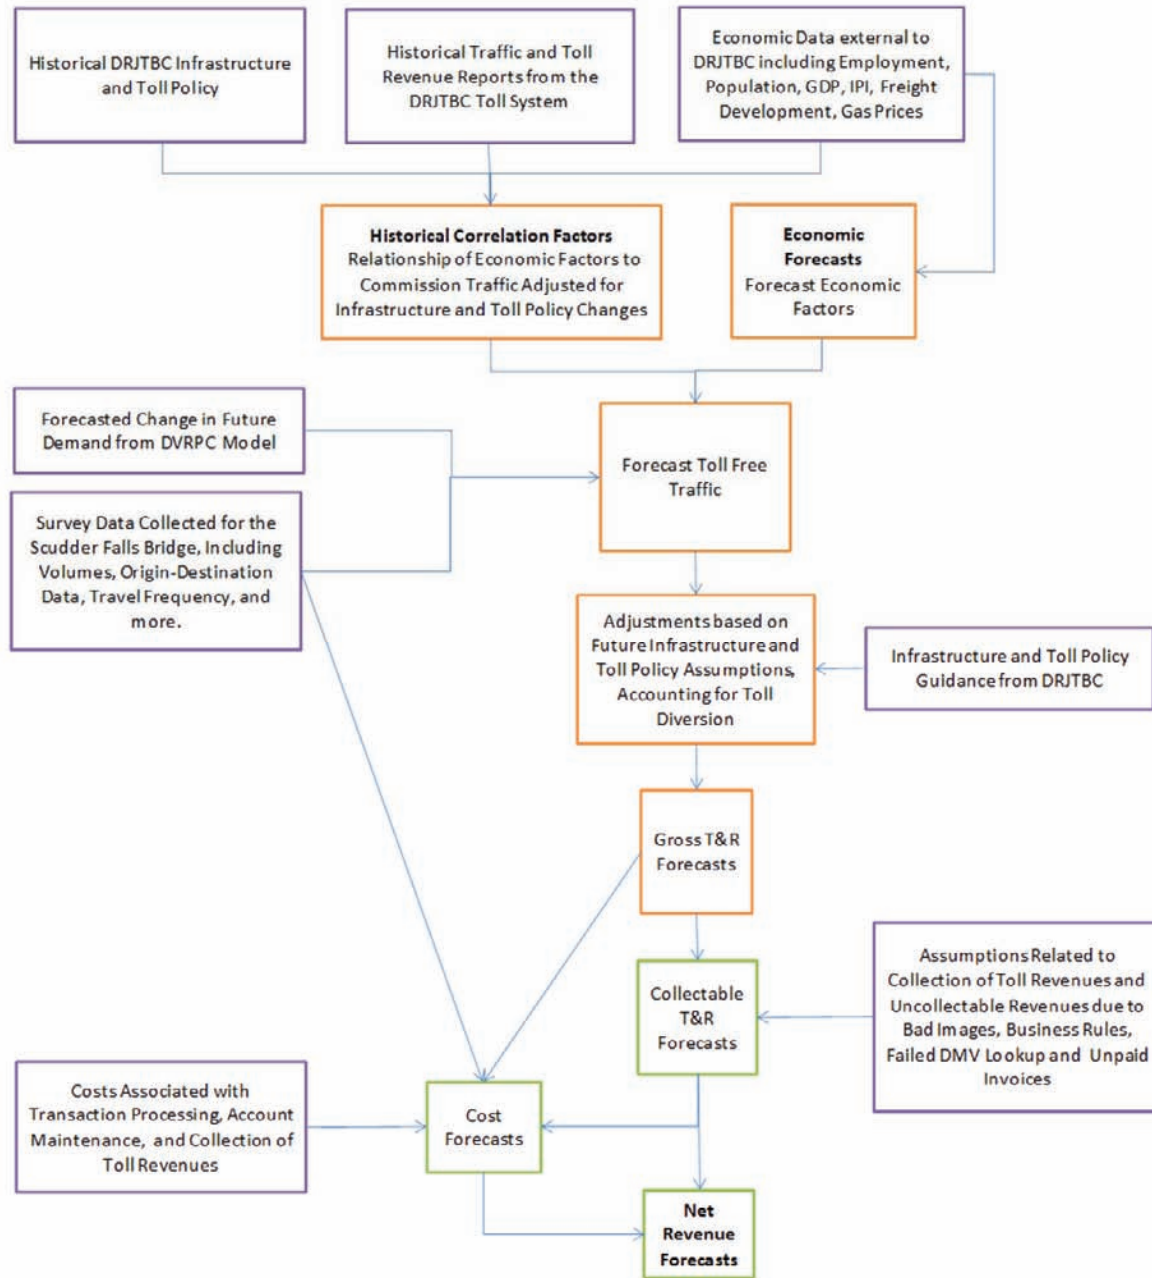 Historical DRJTBC Infrastructure
and Toll Policy
Historical Traffic and Toll
Revenue Reports from the
DRJTBC Toll System
Economic Data external to
DRJTBC including Employment,
Population, GDP, IPI, Freight
Development, Gas Prices
Historical Correlation Factors
Relationship of Economic Factors to
Commission Traffic Adjusted for
Infrastructure and Toll Policy Changes
Economic
Forecasts
Forecast Economic
Factors
Forecasted Change in Future
Demand from DVRPC Model
Forecast Toll Free
Traffic
Survey Data Collected for the
Scudder Falls Bridge, Including
Volumes, Origin-Destination
Data, Travel Frequency, and
more.
Adjustments based on
Future Infrastructure and
Toll Policy Assumptions,
Accounting for Toll
Diversion
Infrastructure and Toll Policy
Guidance from DRJTBC
Gross T&R
Forecasts
Collectable
T&R
Forecasts
Assumptions Related to
Collection of Toll Revenues and
Uncollectable Revenues due to
Bad Images, Business Rules,
Failed DMV Lookup and Unpaid
Invoices
Costs Associated with
Transaction Processing, Account
Maintenance, and Collection of
Toll Revenues
Cost
Forecasts
Net
Revenue
Forecasts